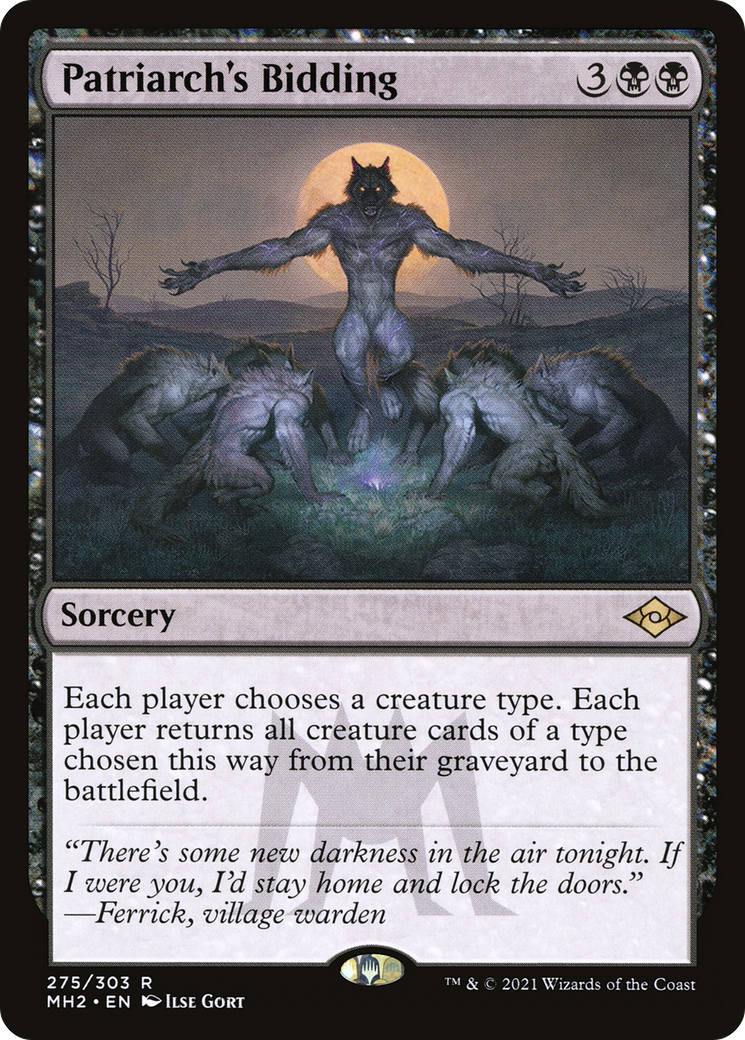 Patriarch's Bidding 3
Sorcery
Each player chooses a creature type. Each
player returns all creature cards of a type
chosen this way from their graveyard to the
battlefield.
“There's some new darkness in the air tonight. If
I were you, I'd stay home and lock the doors.”
—Ferrick, village warden
275/303 R
MH2 • EN Ilse Gort
™ & © 2021 Wizards of the Coast